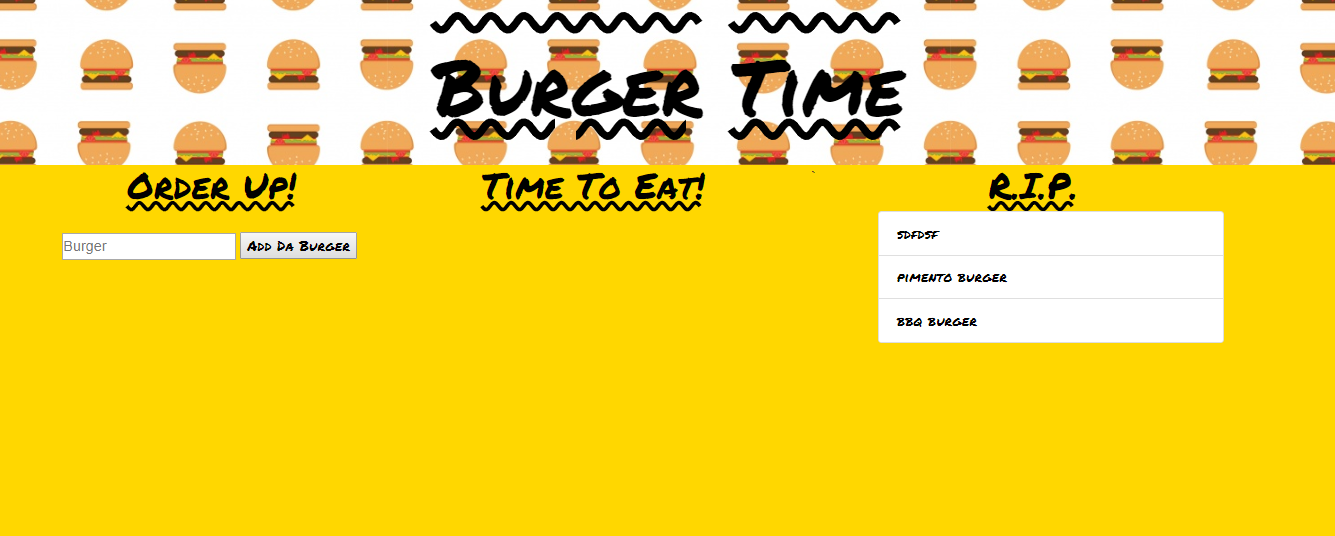 Burger Time
Order Up!
Time To Eat!
`
R.I.P.
Burger
Add Da Burger
SDFDSF
PIMENTO BURGER
BBQ BURGER